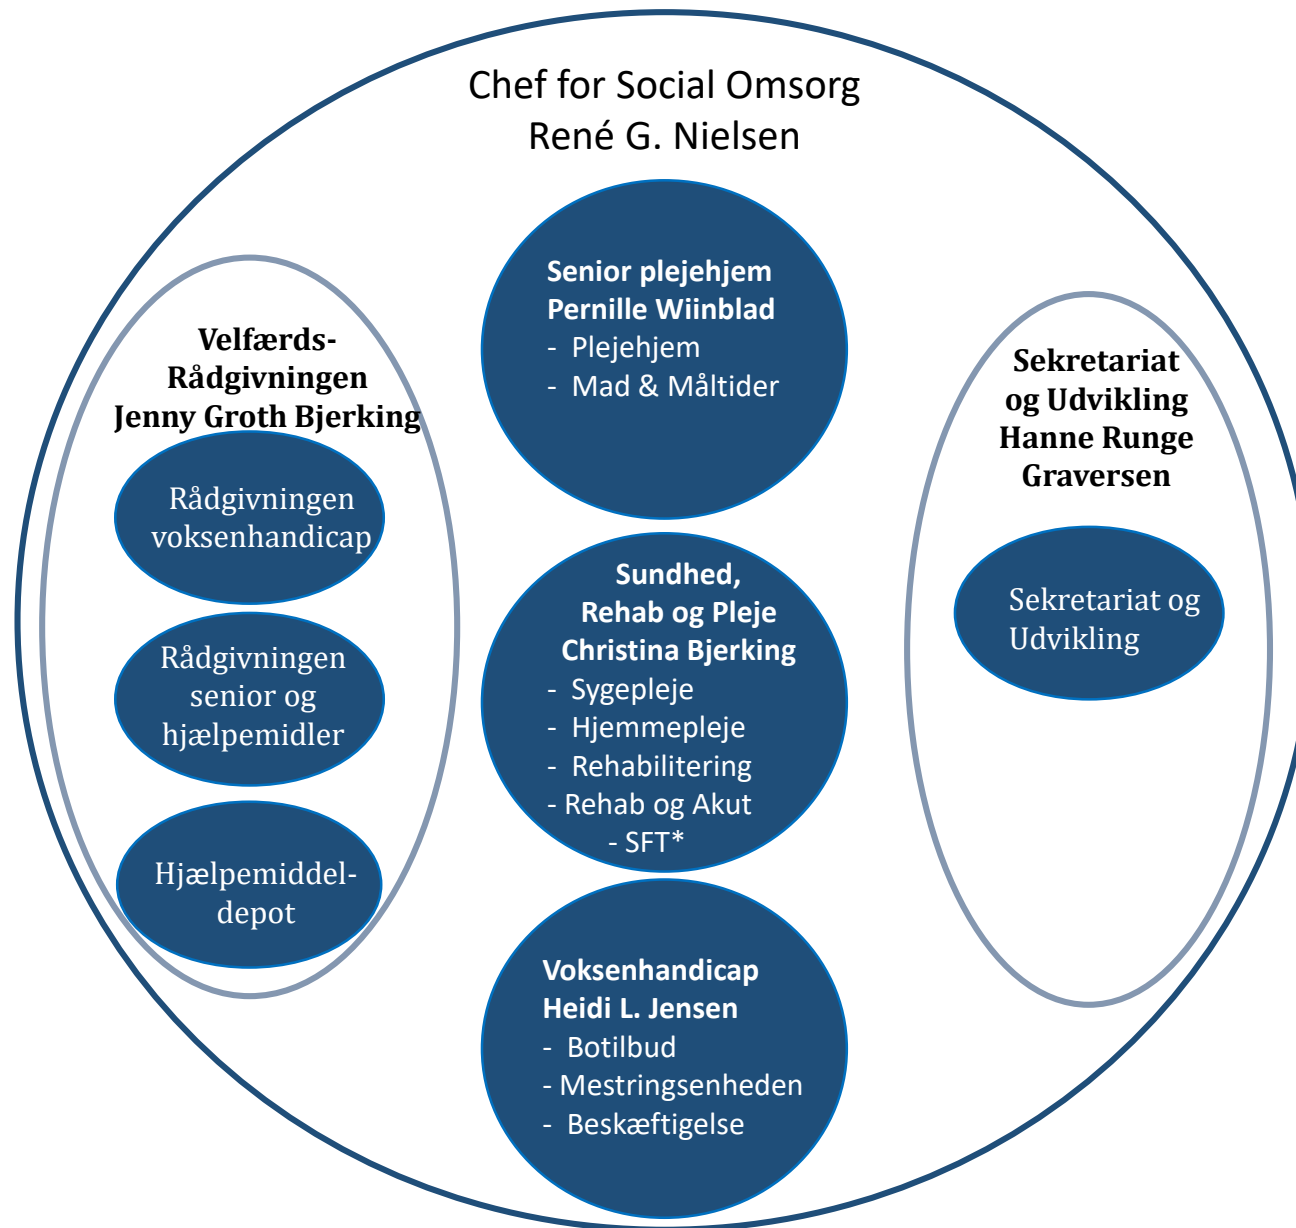 Chef for Social Omsorg
René G. Nielsen
Velfærds-
Rådgivningen
Jenny Groth Bjerking
Rådgivningen
voksenhandicap
Rådgivningen
senior og
hjælpemidler
Hjælpemiddel-
depot
Senior plejehjem
Pernille Wiinblad
- Plejehjem
- Mad & Måltider
Sundhed,
Rehab og Pleje
Christina Bjerking
- Sygepleje
- Hjemmepleje
- Rehabilitering
- Rehab og Akut
- SFT*
Voksenhandicap
Heidi L. Jensen
- Botilbud
- Mestringsenheden
- Beskæftigelse
Sekretariat
og Udvikling
Hanne Runge
Graversen
Sekretariat og
Udvikling